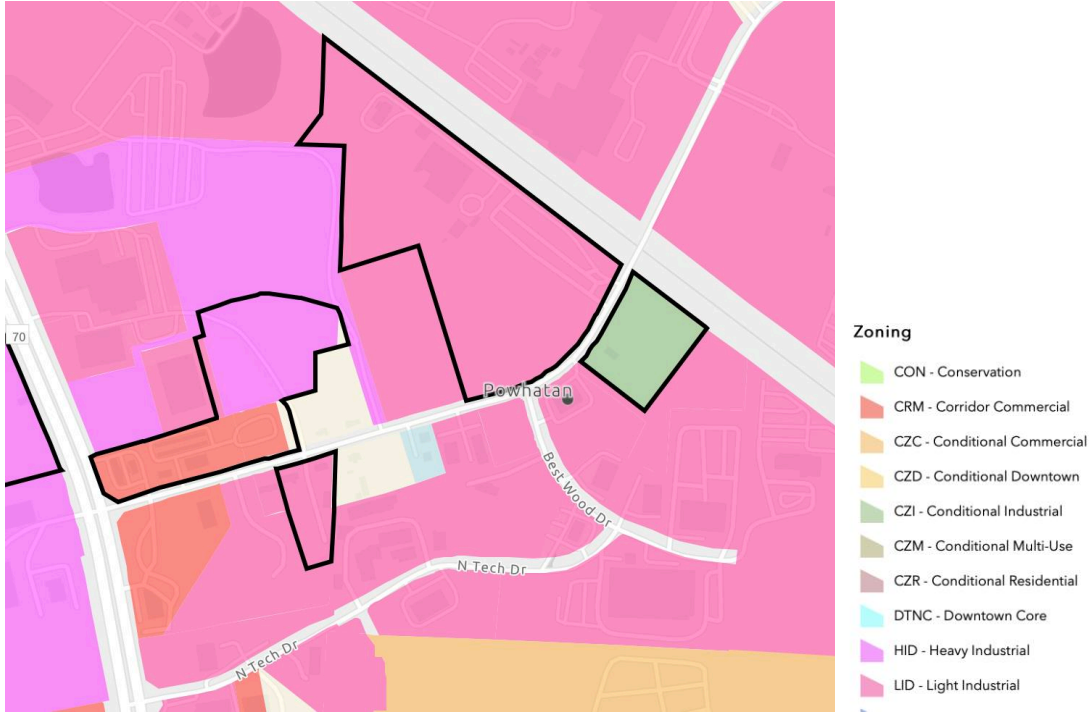 70
Powhatan
Best Wood Dr
N Tech Dr
N Tech Dr
Zoning
CON - Conservation
CRM - Corridor Commercial
CZC - Conditional Commercial
CZD - Conditional Downtown
CZI - Conditional Industrial
CZM - Conditional Multi-Use
CZR - Conditional Residential
DTNC - Downtown Core
HID - Heavy Industrial
LID - Light Industrial